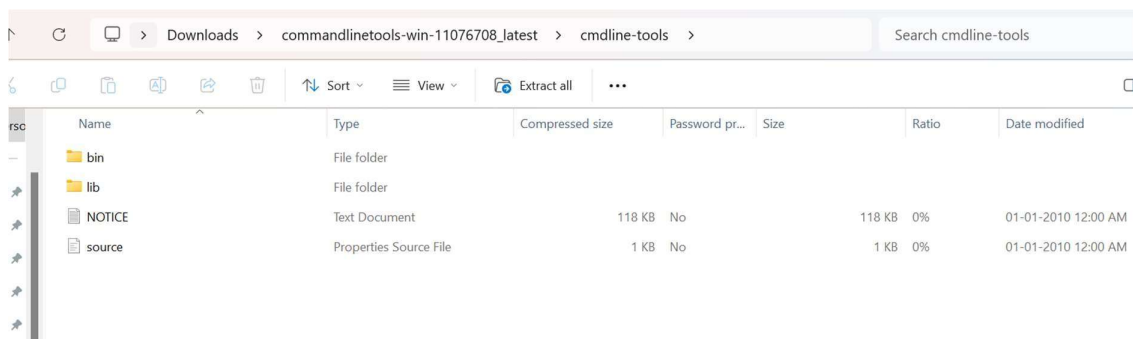 Downloads > commandlinetools-win-11076708_latest > cmdline-tools > Search cmdline-tools
Sort View Extract all
Name Type Compressed size Password pr... Size Ratio Date modified
bin File folder
lib File folder
NOTICE Text Document 118 KB No 118 KB 0% 01-01-2010 12:00 AM
source Properties Source File 1 KB No 1 KB 0% 01-01-2010 12:00 AM